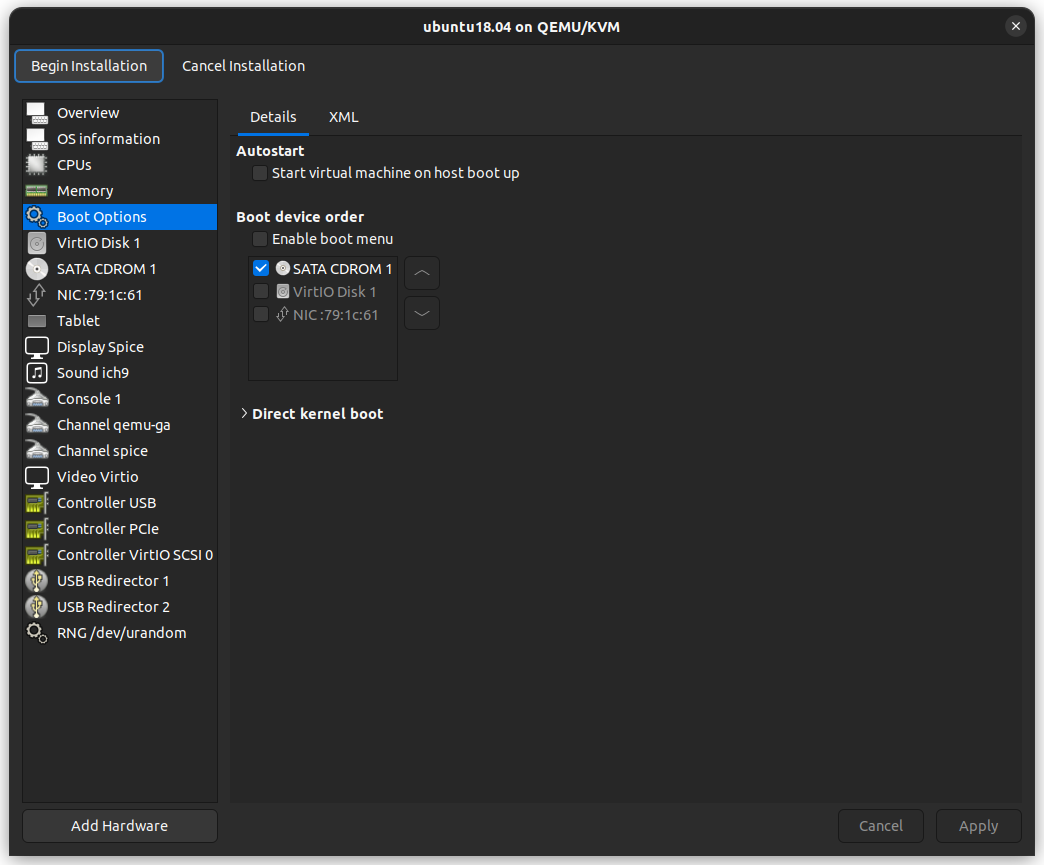 ubuntu18.04 on QEMU/KVM
Begin Installation
Cancel Installation
Overview
OS information
CPUs
Memory
Boot Options
VirtIO Disk 1
SATA CDROM 1
NIC :79:1c:61
Tablet
Display Spice
Sound ich9
Console 1
Channel qemu-ga
Channel spice
Video Virtio
Controller USB
Controller PCIe
Controller VirtIO SCSI 0
USB Redirector 1
USB Redirector 2
RNG /dev/urandom
Add Hardware
Details
XML
Autostart
Start virtual machine on host boot up
Boot device order
Enable boot menu
SATA CDROM 1
VirtIO Disk 1
NIC :79:1c:61
Direct kernel boot
Cancel
Apply